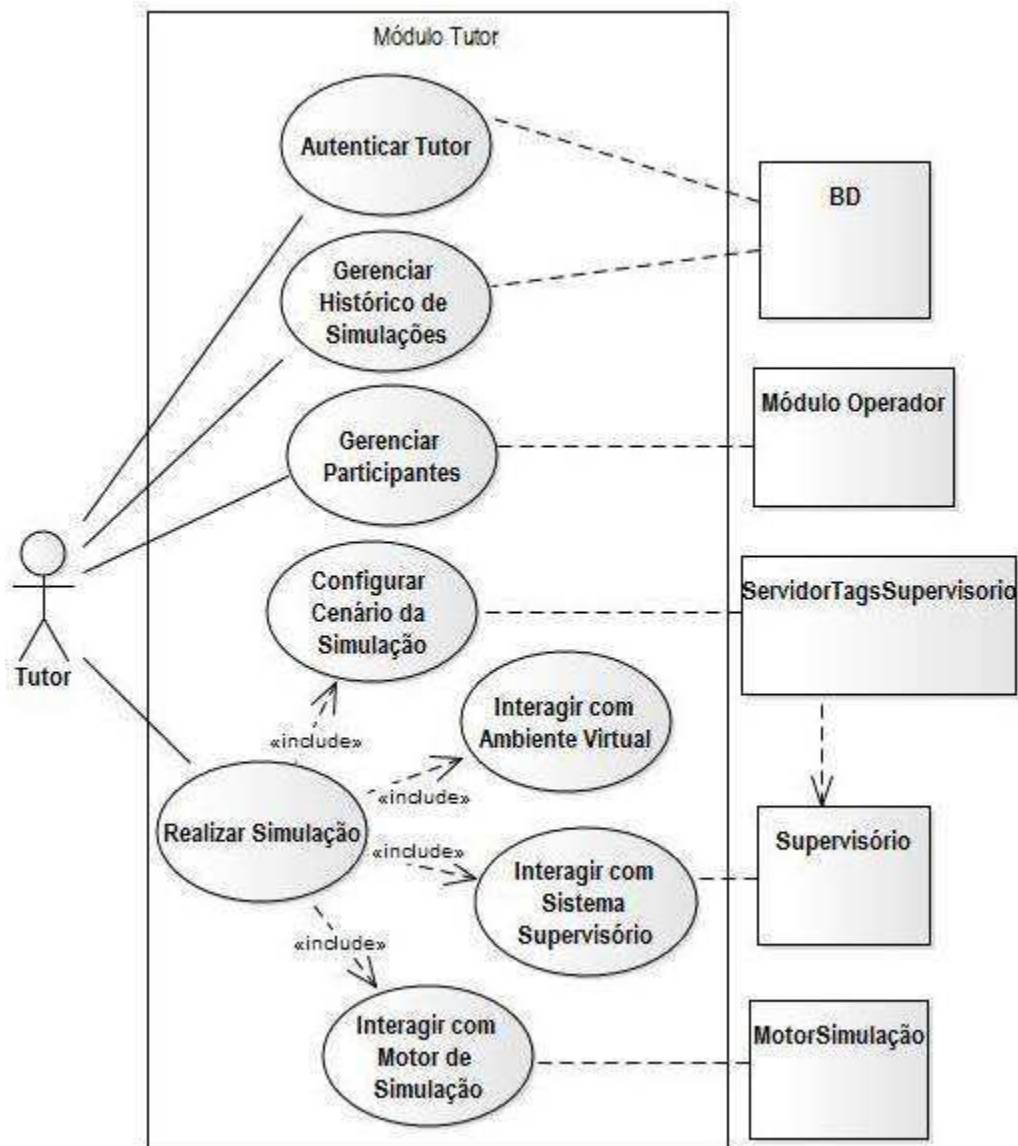 Módulo Tutor
Autenticar Tutor
BD
Gerenciar
Histórico de
Simulações
Módulo Operador
Gerenciar
Participantes
Configurar
Cenário da
Simulação
ServidorTagsSupervisorio
Tutor
Interagir com
Ambiente Virtual
«include»
«include»
Realizar Simulação
«include»
Supervisório
Interagir com
Sistema
Supervisório
«include»
Interagir com
Motor de
Simulação
MotorSimulação